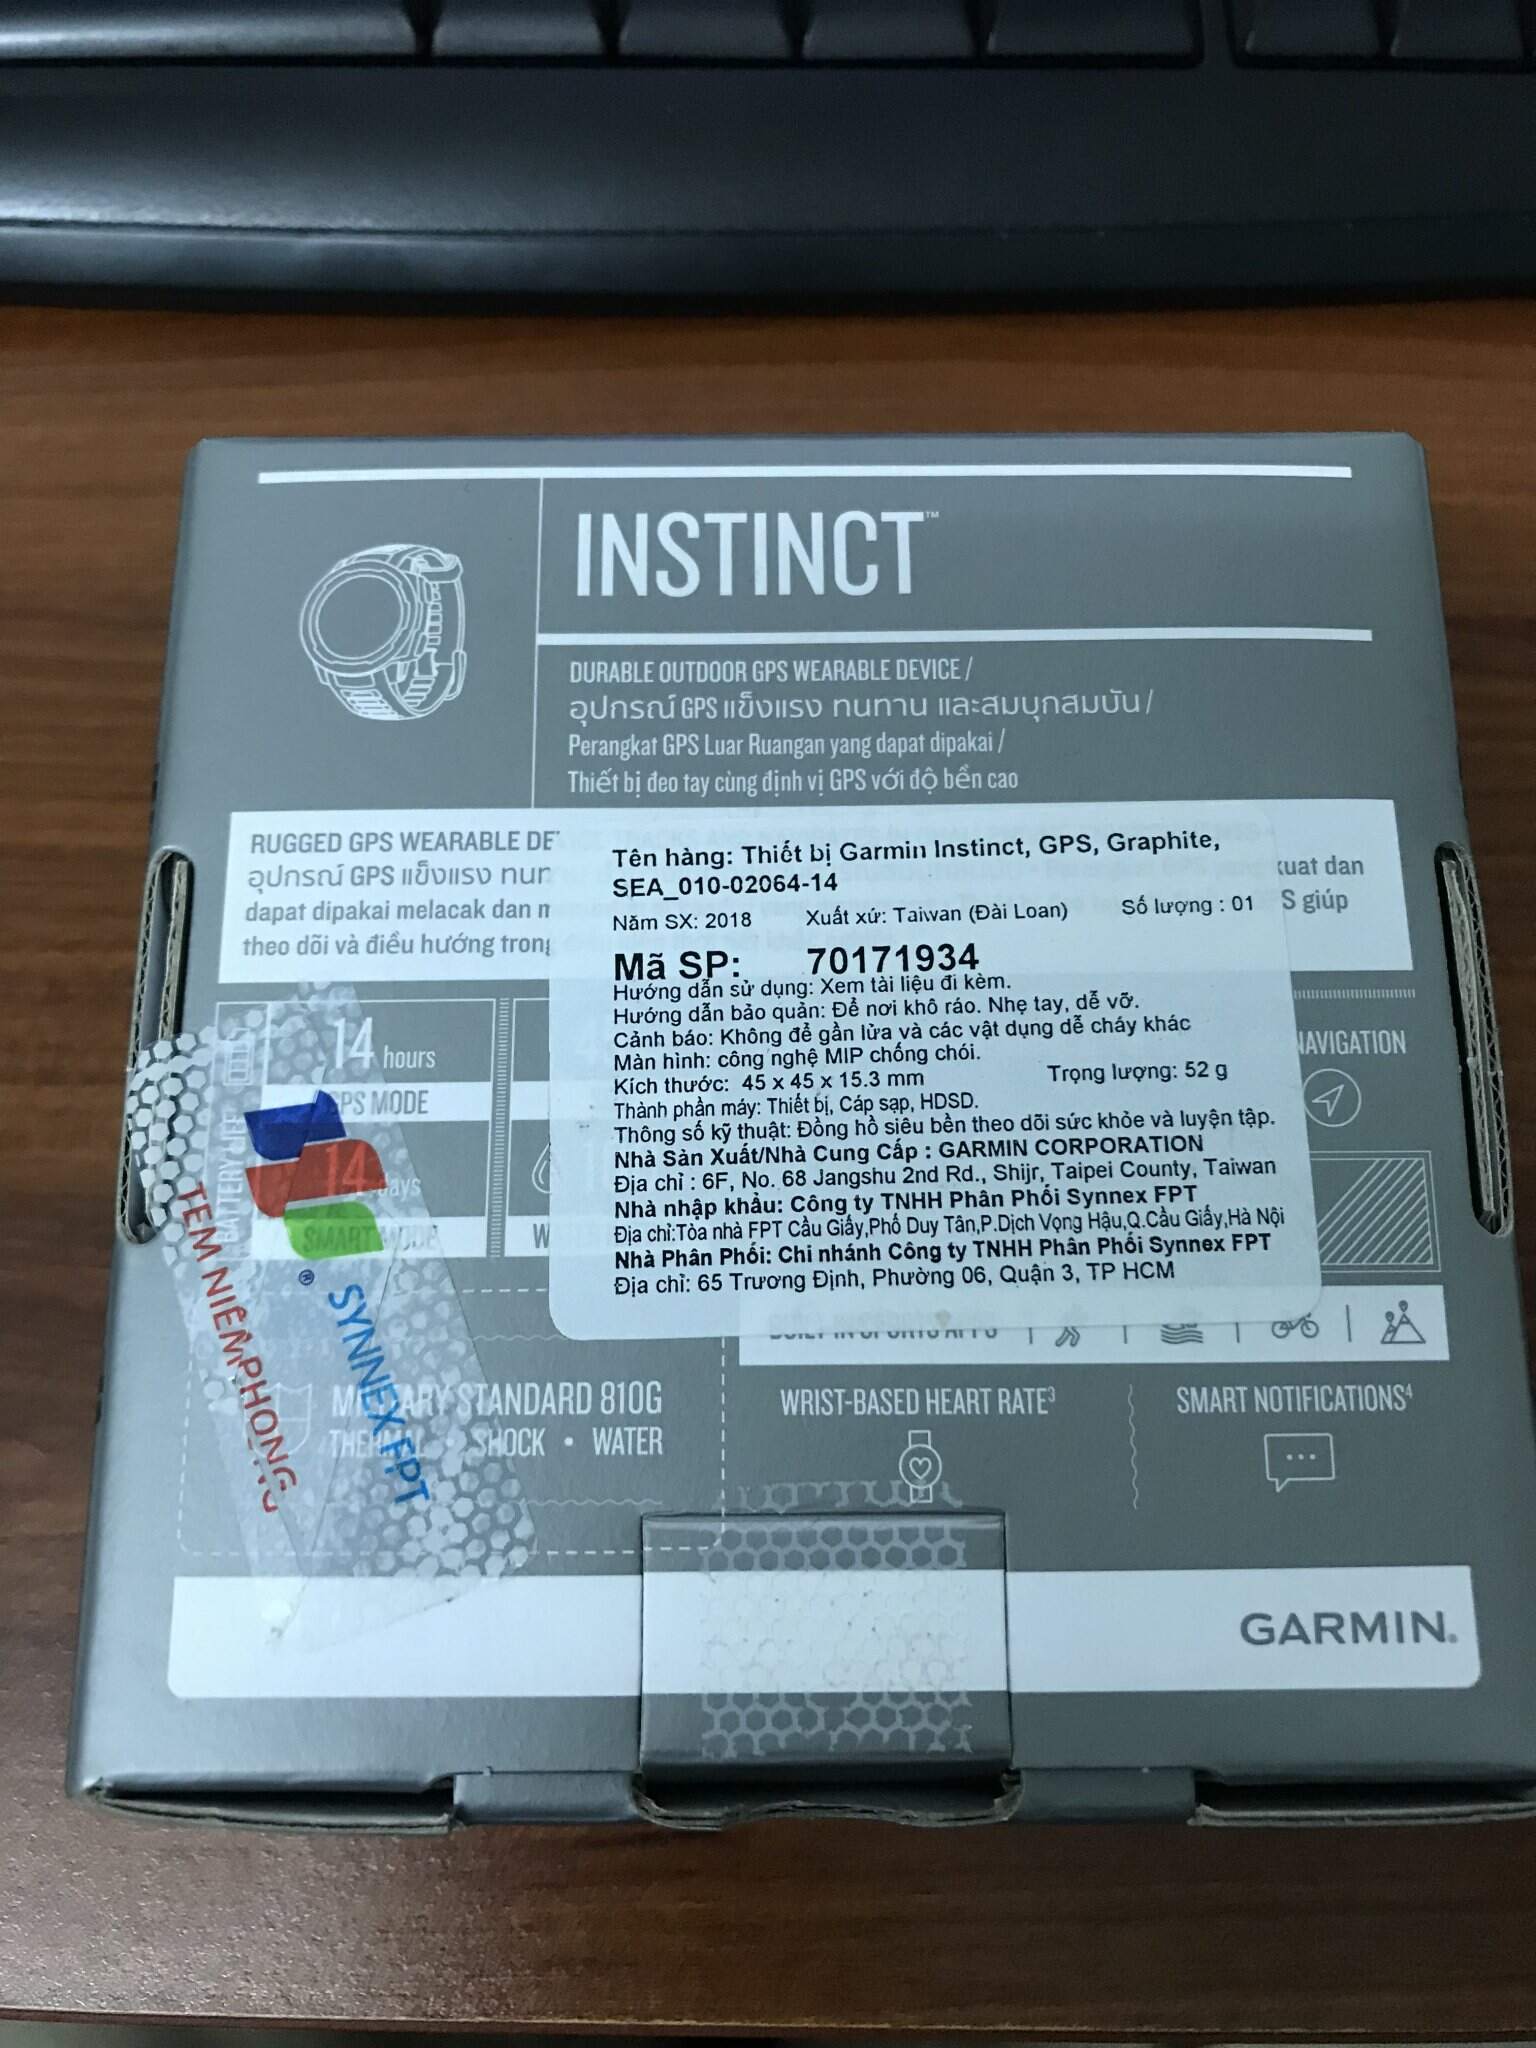 INSTINCT™
DURABLE OUTDOOR GPS WEARABLE DEVICE /
อุปกรณ์ GPS แข็งแรง ทนทาน และสมบุกสมบัน /
Perangkat GPS Luar Ruangan yang dapat dipakai /
Thiết bị đeo tay cùng định vị GPS với độ bền cao
RUGGED GPS WEARABLE DE
อุปกรณ์ GPS แข็งแรง ทนท
dapat dipakai melacak dan m
theo dõi và điều hướng trong
kuat dan
S giúp
Tên hàng: Thiết bị Garmin Instinct, GPS, Graphite,
SEA_010-02064-14
Năm SX: 2018 Xuất xứ: Taiwan (Đài Loan) Số lượng : 01
Mã SP: 70171934
Hướng dẫn sử dụng: Xem tài liệu đi kèm.
Hướng dẫn bảo quản: Để nơi khô ráo. Nhẹ tay, dễ vỡ.
Cảnh báo: Không để gần lửa và các vật dụng dễ cháy khác
Màn hình: công nghệ MIP chống chói.
Kích thước: 45 x 45 x 15.3 mm Trọng lượng: 52 g
Thành phần máy: Thiết bị, Cáp sạp, HDSD.
Thông số kỹ thuật: Đồng hồ siêu bền theo dõi sức khỏe và luyện tập.
Nhà Sản Xuất/Nhà Cung Cấp : GARMIN CORPORATION
Địa chỉ : 6F, No. 68 Jangshu 2nd Rd., Shijr, Taipei County, Taiwan
Nhà nhập khẩu: Công ty TNHH Phân Phối Synnex FPT
Địa chỉ:Tòa nhà FPT Cầu Giấy,Phố Duy Tân,P.Dịch Vọng Hậu,Q.Cầu Giấy,Hà Nội
Nhà Phân Phối: Chi nhánh Công ty TNHH Phân Phối Synnex FPT
Địa chỉ: 65 Trương Định, Phường 06, Quận 3, TP HCM
14 hours
GPS MODE
14 days
SMART MODE
BATTERY LIFE
W
NAVIGATION
TEM NIÊM PHONG
® SYNNEX FPT
BUILT-IN SPORTS APPS
MILITARY STANDARD 810G
THERMAL • SHOCK • WATER
WRIST-BASED HEART RATE³
SMART NOTIFICATIONS⁴
GARMIN®